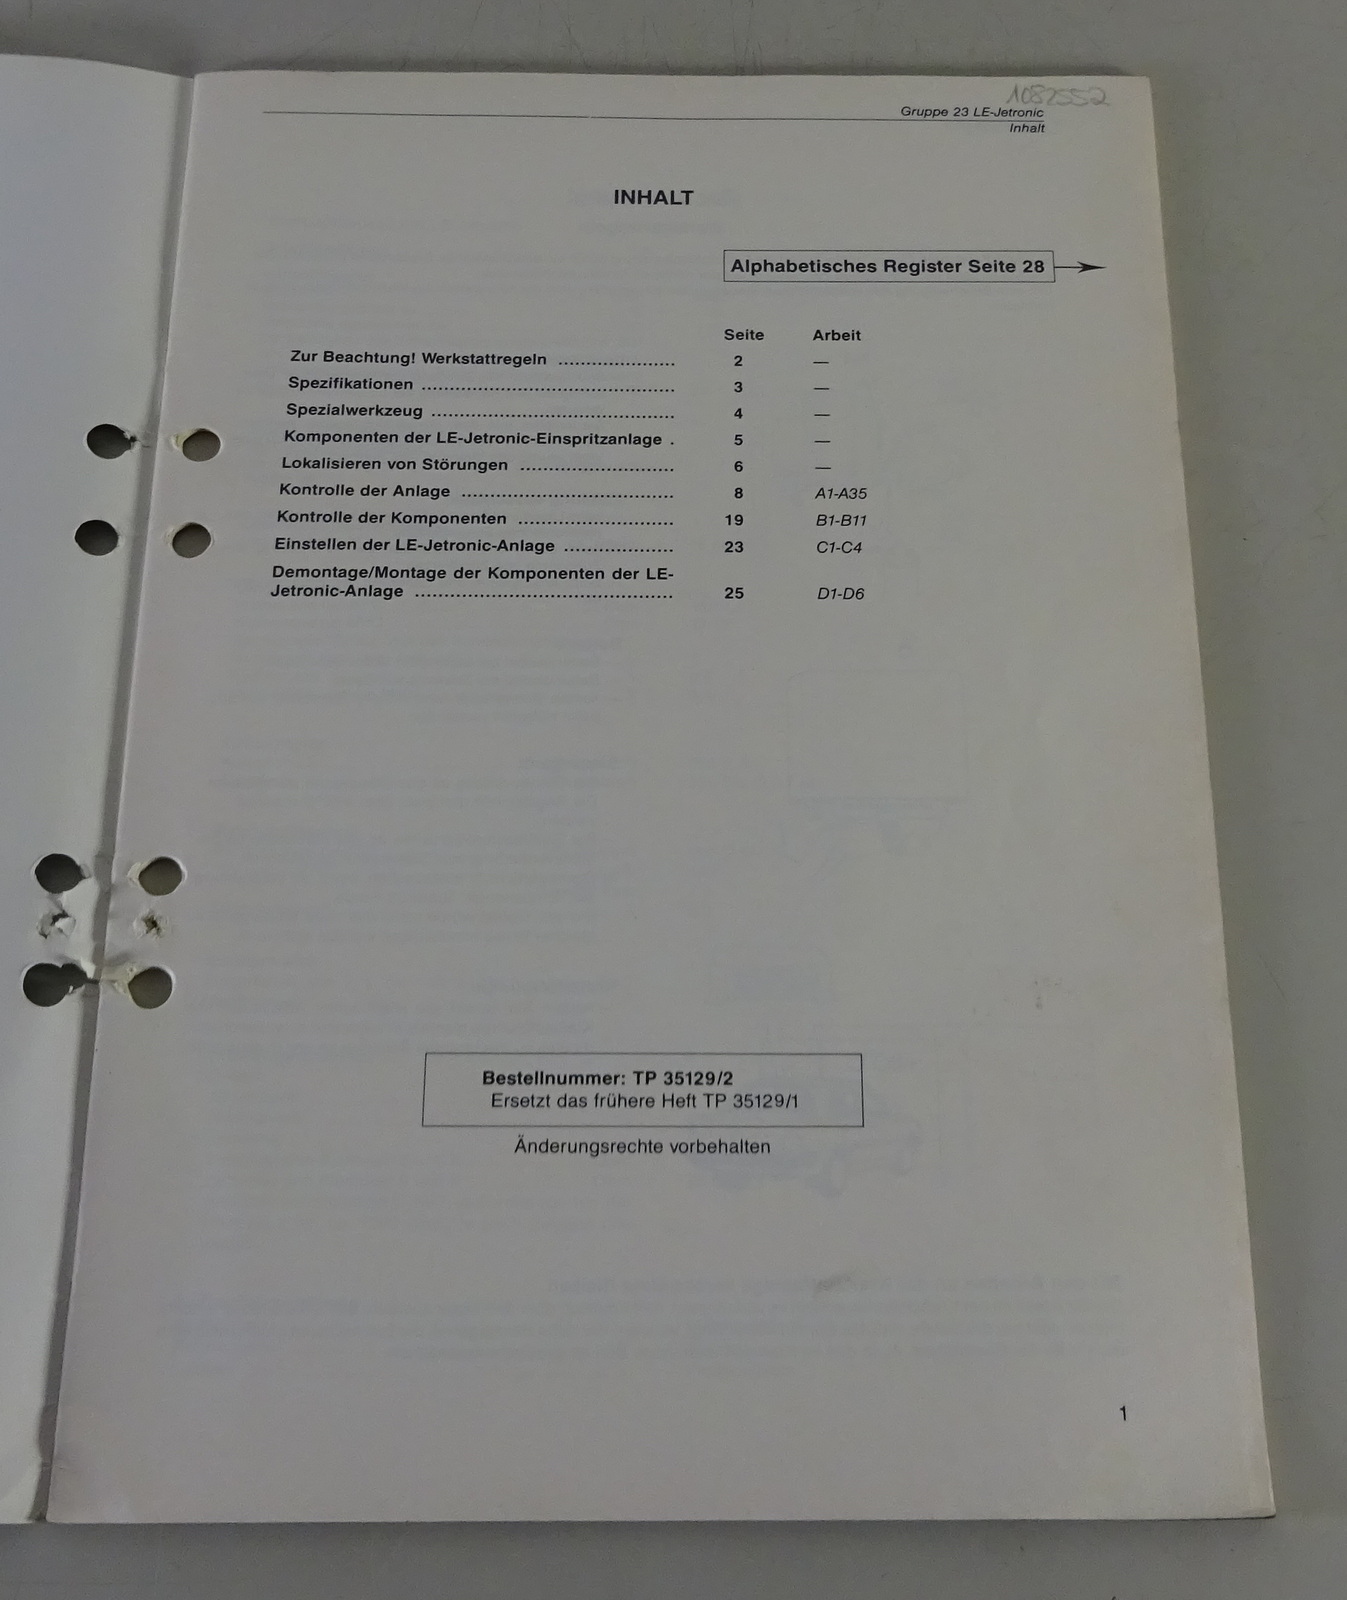 1082552
Gruppe 23 LE-Jetronic
Inhalt
INHALT
Alphabetisches Register Seite 28
Seite Arbeit
Zur Beachtung! Werkstattregeln ..................... 2 —
Spezifikationen ............................................ 3 —
Spezialwerkzeug .......................................... 4 —
Komponenten der LE-Jetronic-Einspritzanlage . 5 —
Lokalisieren von Störungen ........................... 6 —
Kontrolle der Anlage ..................................... 8 A1-A35
Kontrolle der Komponenten ........................... 19 B1-B11
Einstellen der LE-Jetronic-Anlage ................... 23 C1-C4
Demontage/Montage der Komponenten der LE-
Jetronic-Anlage ............................................. 25 D1-D6
Bestellnummer: TP 35129/2
Ersetzt das frühere Heft TP 35129/1
Änderungsrechte vorbehalten
1